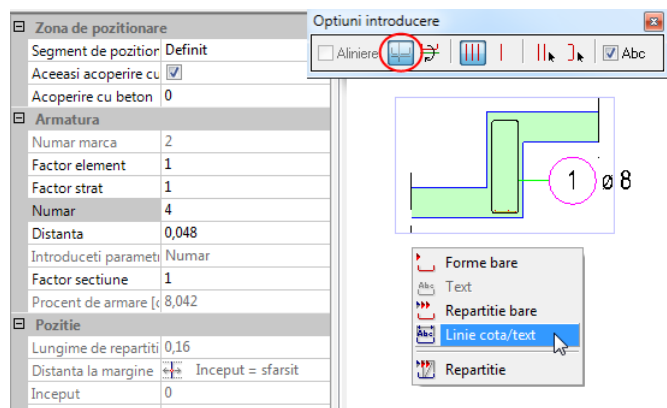 Zona de pozitionare
Segment de pozitior Definit
Aceeasi acoperire cu
Acoperire cu beton 0
Armatura
Numar marca 2
Factor element 1
Factor strat 1
Numar 4
Distanta 0,048
Introduceti parameti Numar
Factor sectiune 1
Procent de armare [c 8,042
Pozitie
Lungime de repartiti 0,16
Distanta la margine Inceput = sfarsit
Inceput 0
Optiuni introducere
Aliniere Abc
1 ø 8
Forme bare
Abc Text
Repartitie bare
Abc Linie cota/text
Repartitie